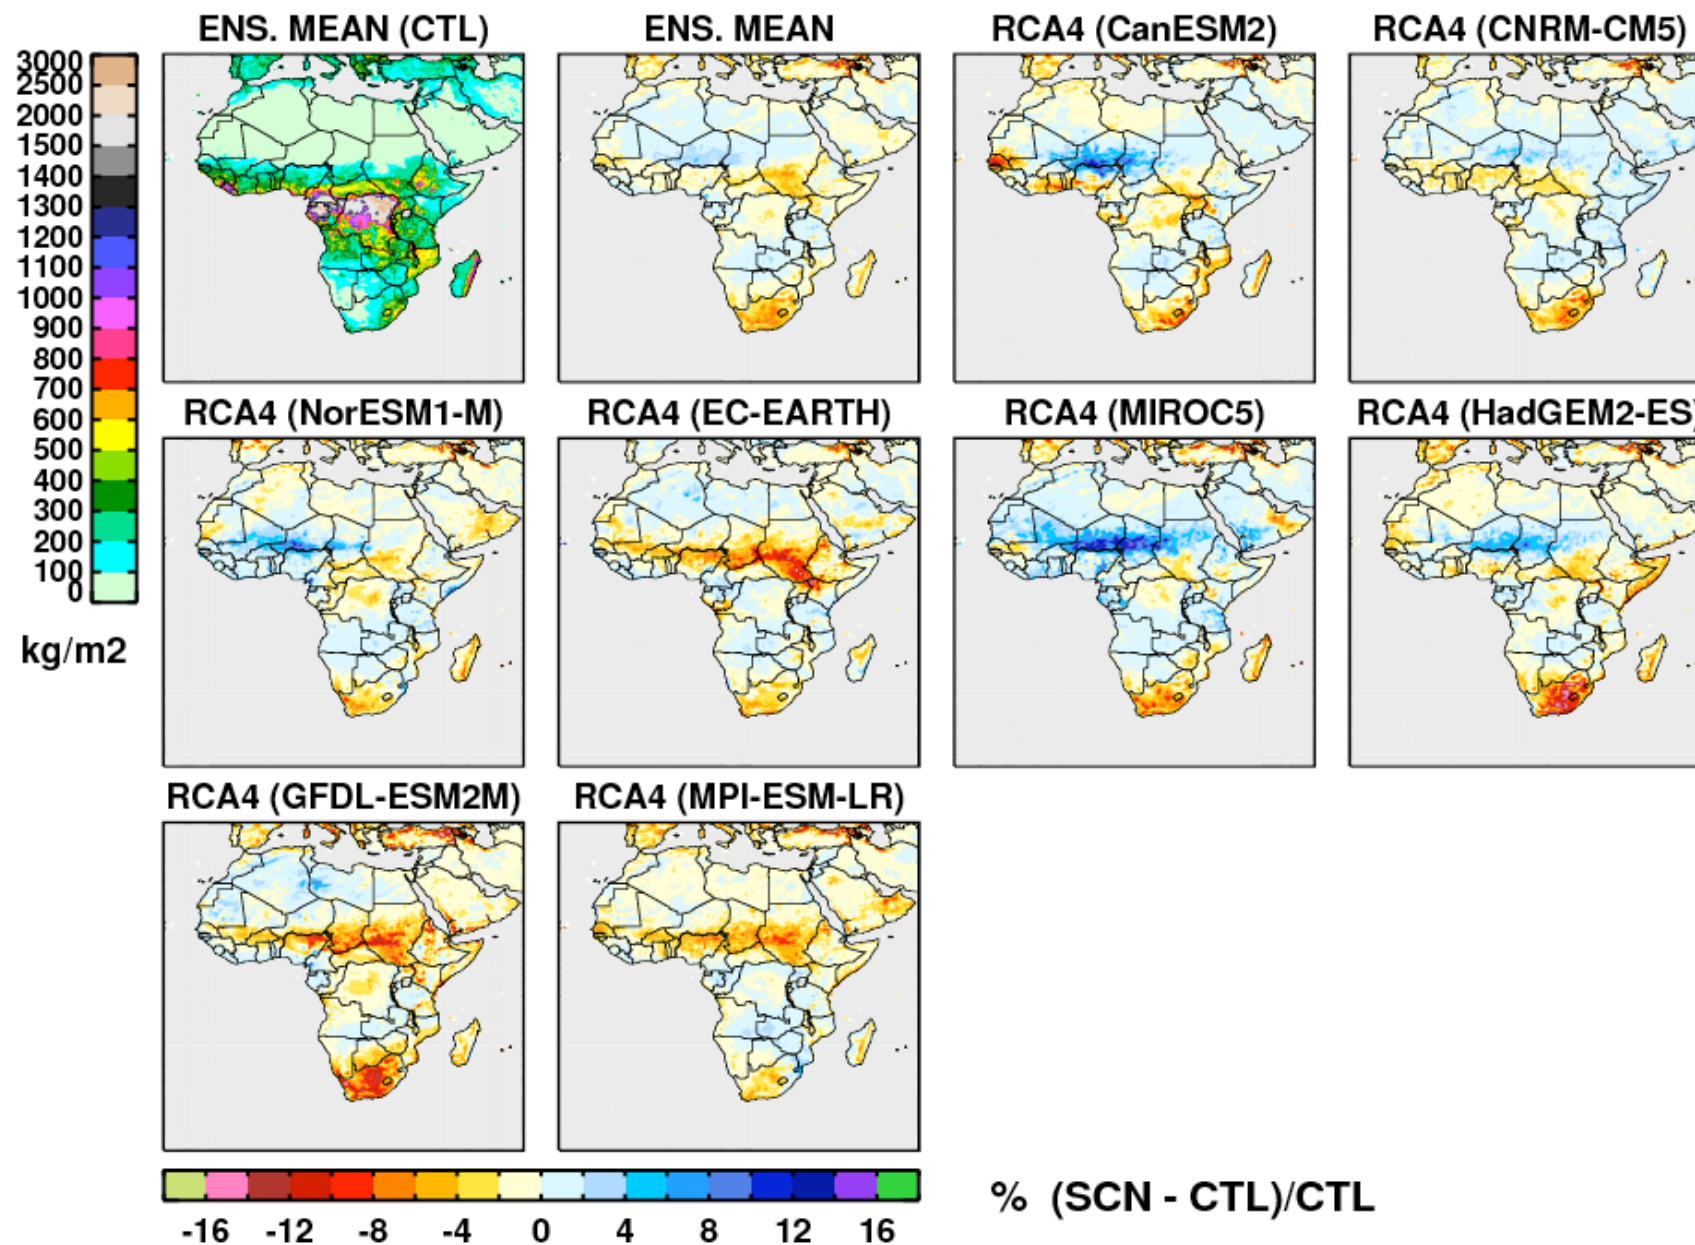 ENS. MEAN (CTL)
ENS. MEAN
RCA4 (CanESM2)
RCA4 (CNRM-CM5)
3000
2500
2000
1500
1400
1300
1200
1100
1000
900
800
700
600
500
400
300
200
100
0
kg/m2
RCA4 (NorESM1-M)
RCA4 (EC-EARTH)
RCA4 (MIROC5)
RCA4 (HadGEM2-ES)
RCA4 (GFDL-ESM2M)
RCA4 (MPI-ESM-LR)
-16 -12 -8 -4 0 4 8 12 16
% (SCN - CTL)/CTL